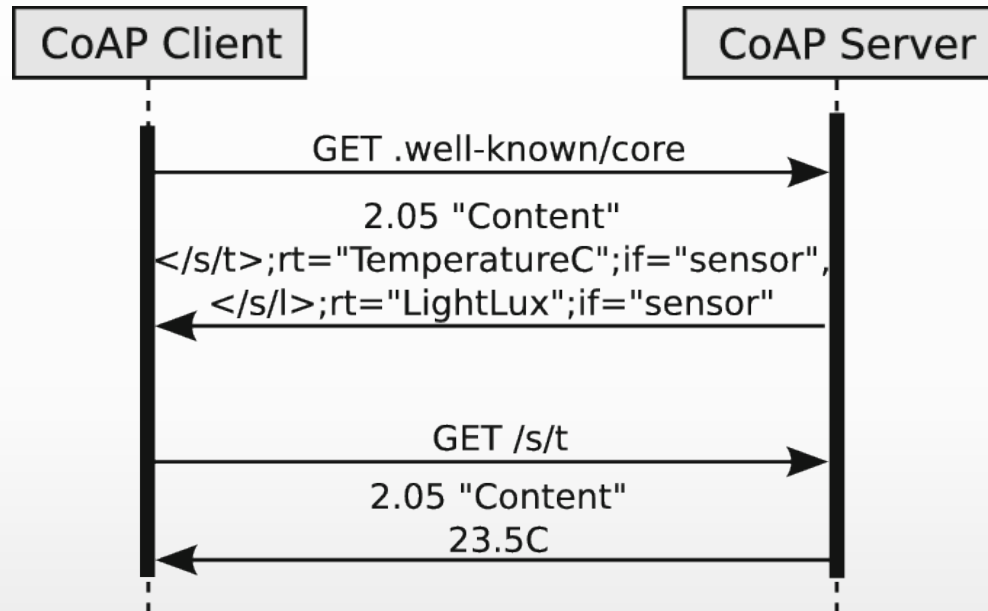 CoAP Client
CoAP Server
GET .well-known/core
2.05 "Content"
</s/t>;rt="TemperatureC";if="sensor",
</s/l>;rt="LightLux";if="sensor"
GET /s/t
2.05 "Content"
23.5C